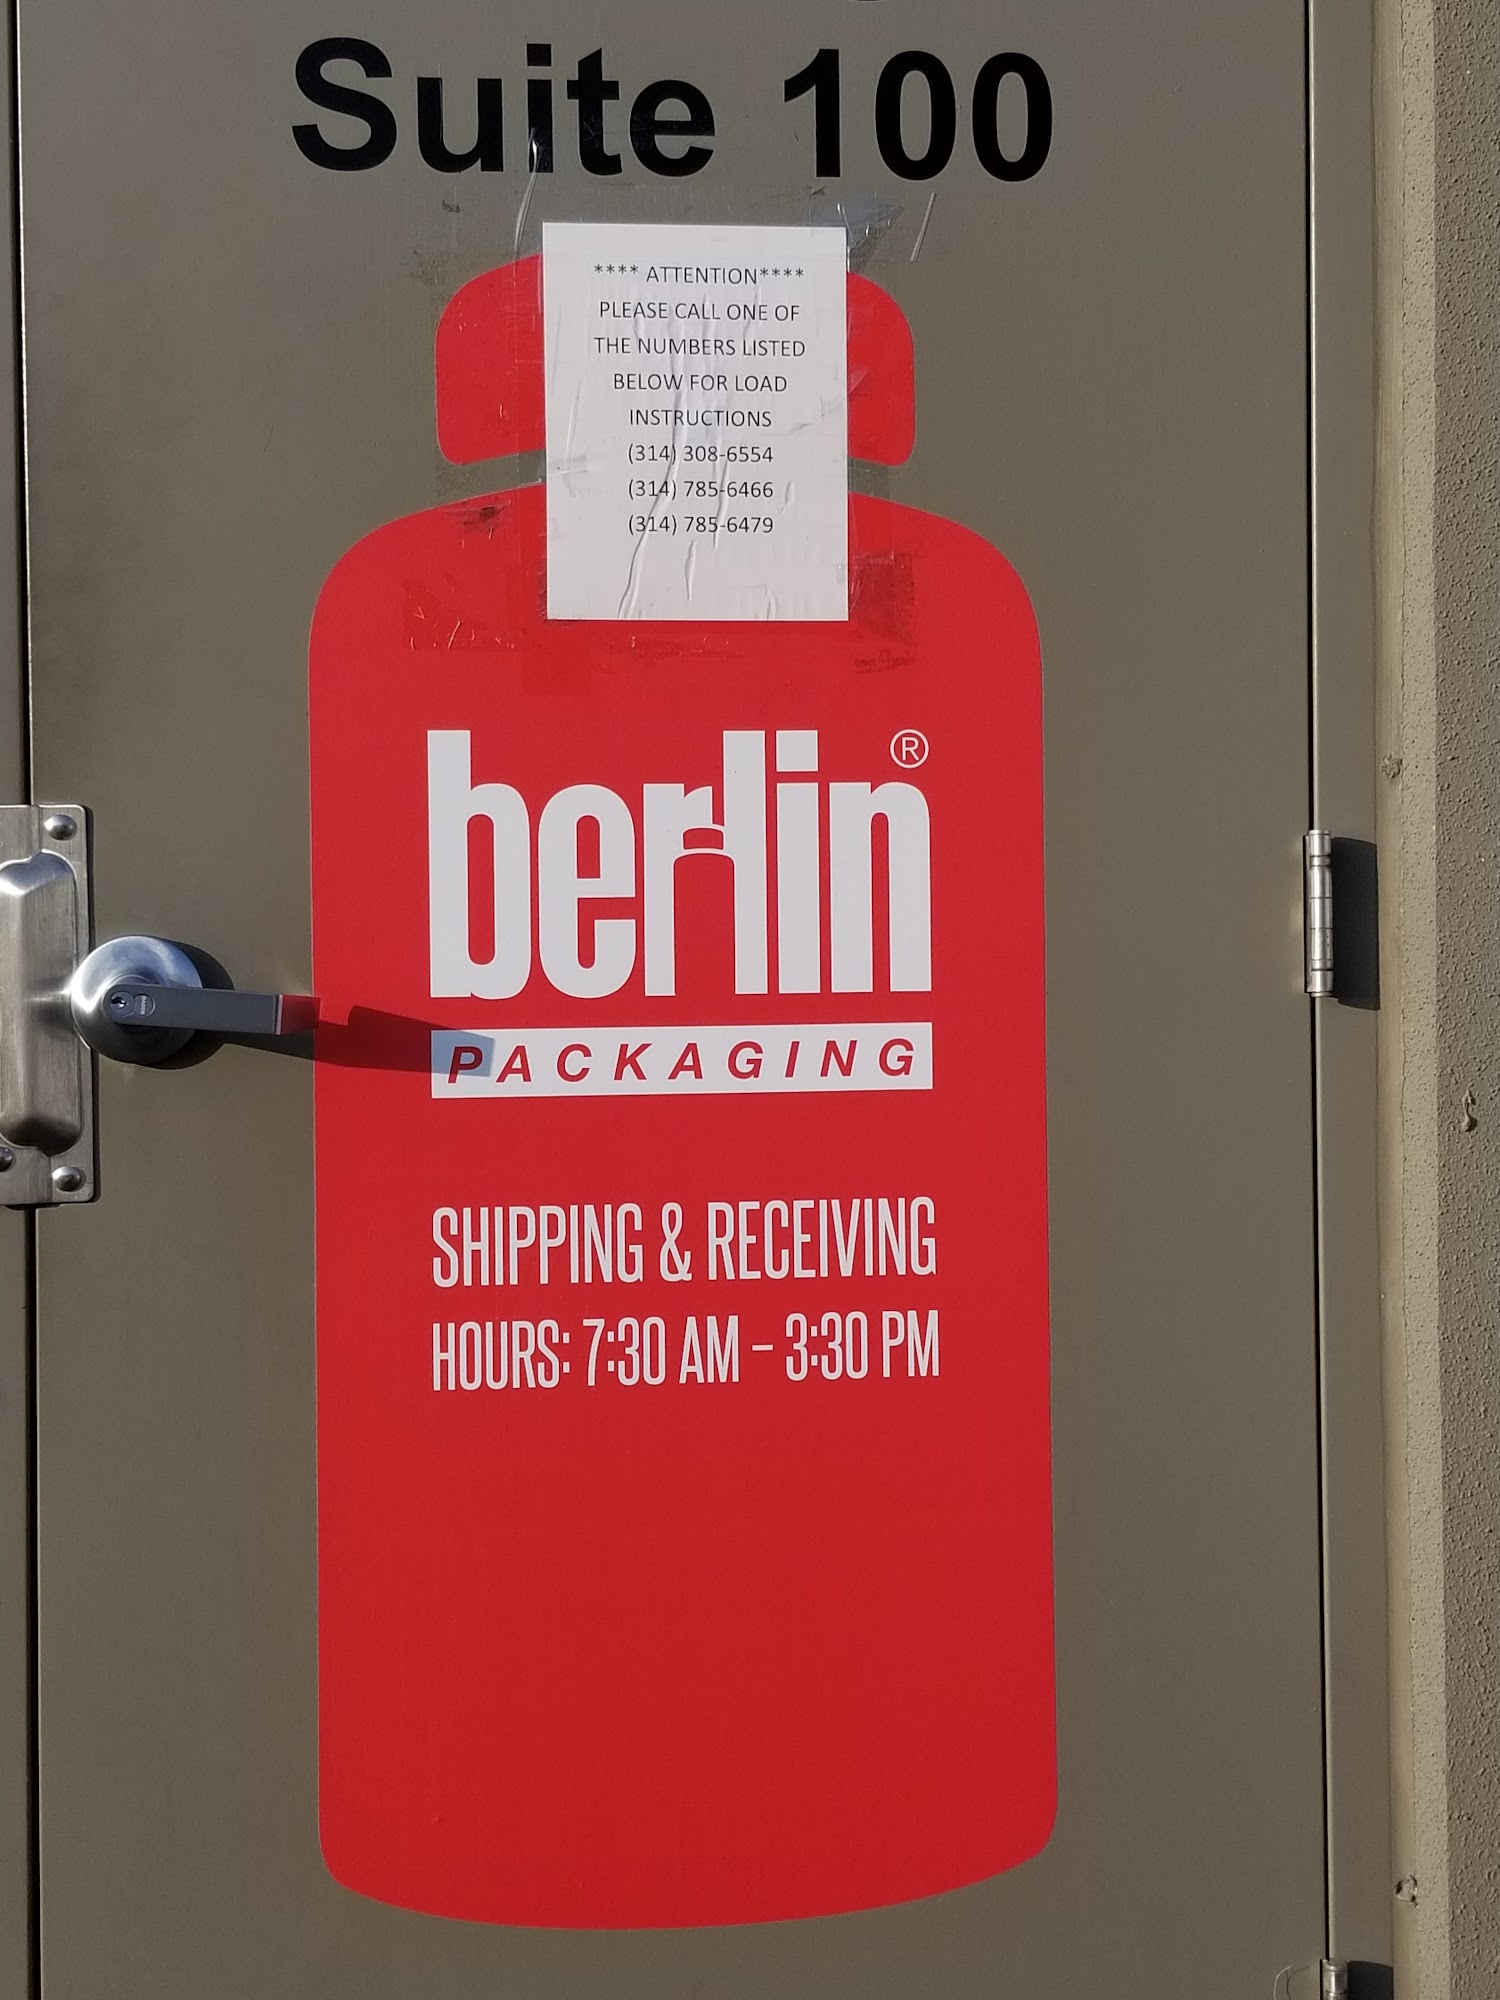 Suite 100
**** ATTENTION****
PLEASE CALL ONE OF
THE NUMBERS LISTED
BELOW FOR LOAD
INSTRUCTIONS
(314) 308-6554
(314) 785-6466
(314) 785-6479
berlin®
PACKAGING
SHIPPING & RECEIVING
HOURS: 7:30 AM – 3:30 PM